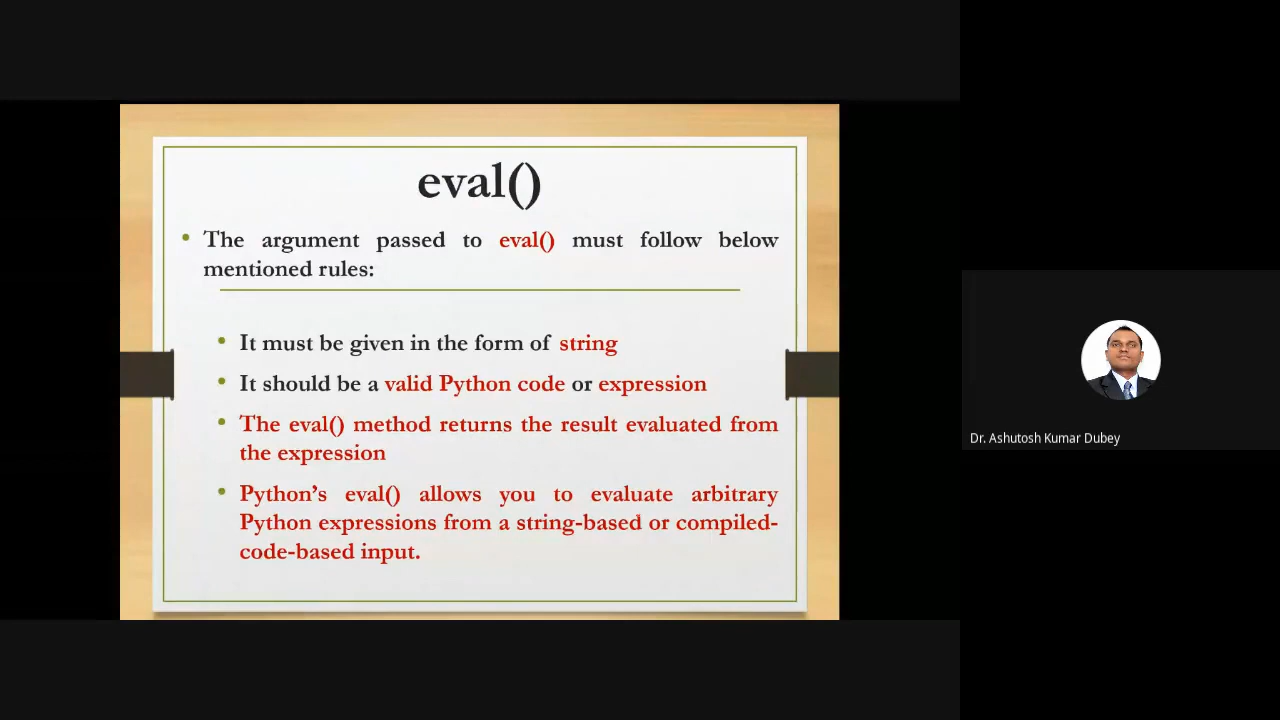 eval()
The argument passed to eval() must follow below
mentioned rules:
It must be given in the form of string
It should be a valid Python code or expression
The eval() method returns the result evaluated from
the expression
Python's eval() allows you to evaluate arbitrary
Python expressions from a string-based or compiled-
code-based input.
Dr. Ashutosh Kumar Dubey